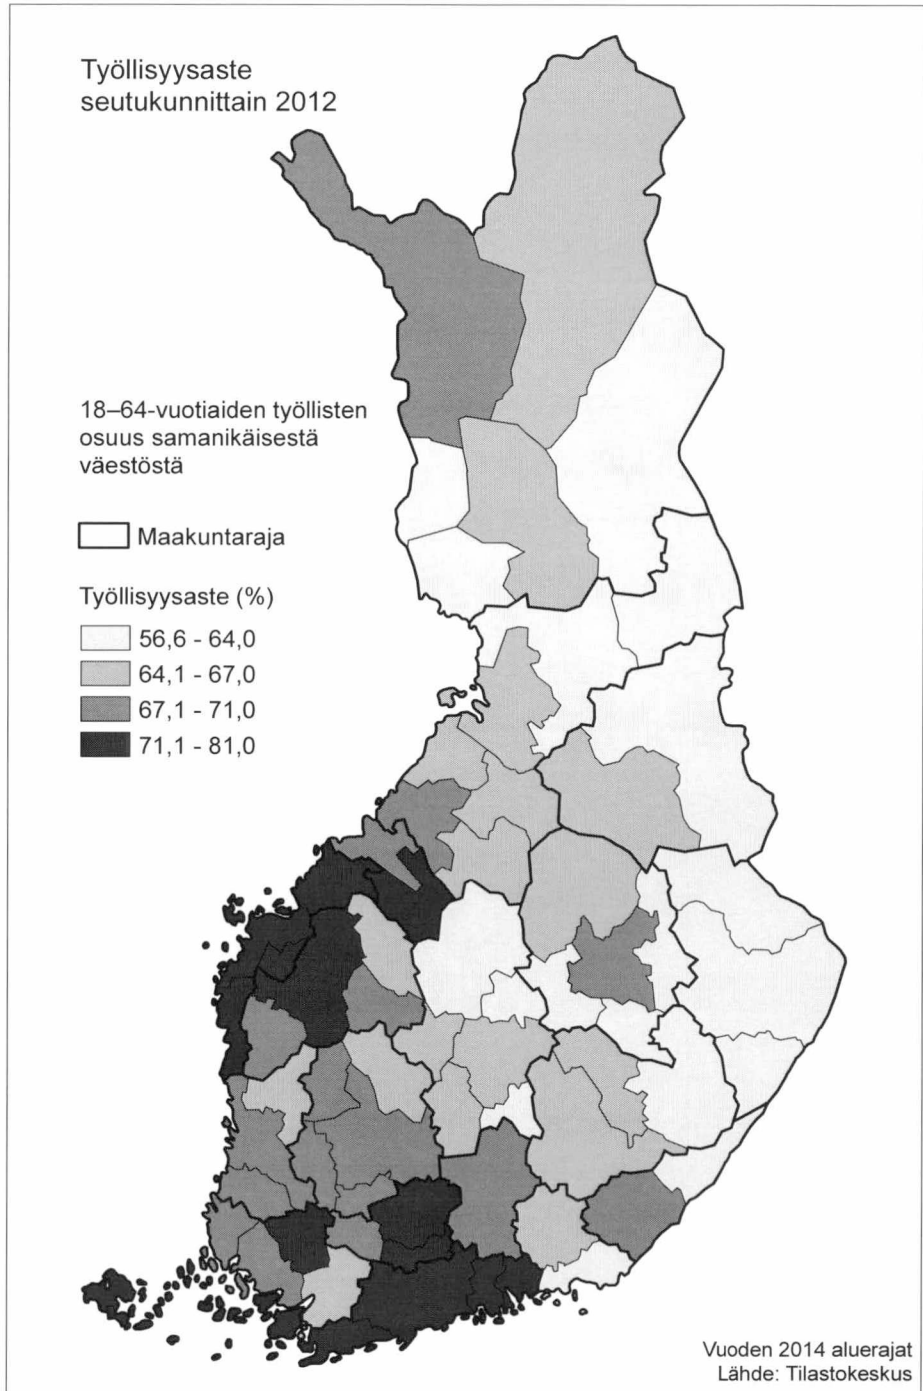 Työllisyysaste
seutukunnittain 2012
18–64-vuotiaiden työllisten
osuus samanikäisestä
väestöstä
Maakuntaraja
Työllisyysaste (%)
56,6 - 64,0
64,1 - 67,0
67,1 - 71,0
71,1 - 81,0
Vuoden 2014 aluerajat
Lähde: Tilastokeskus